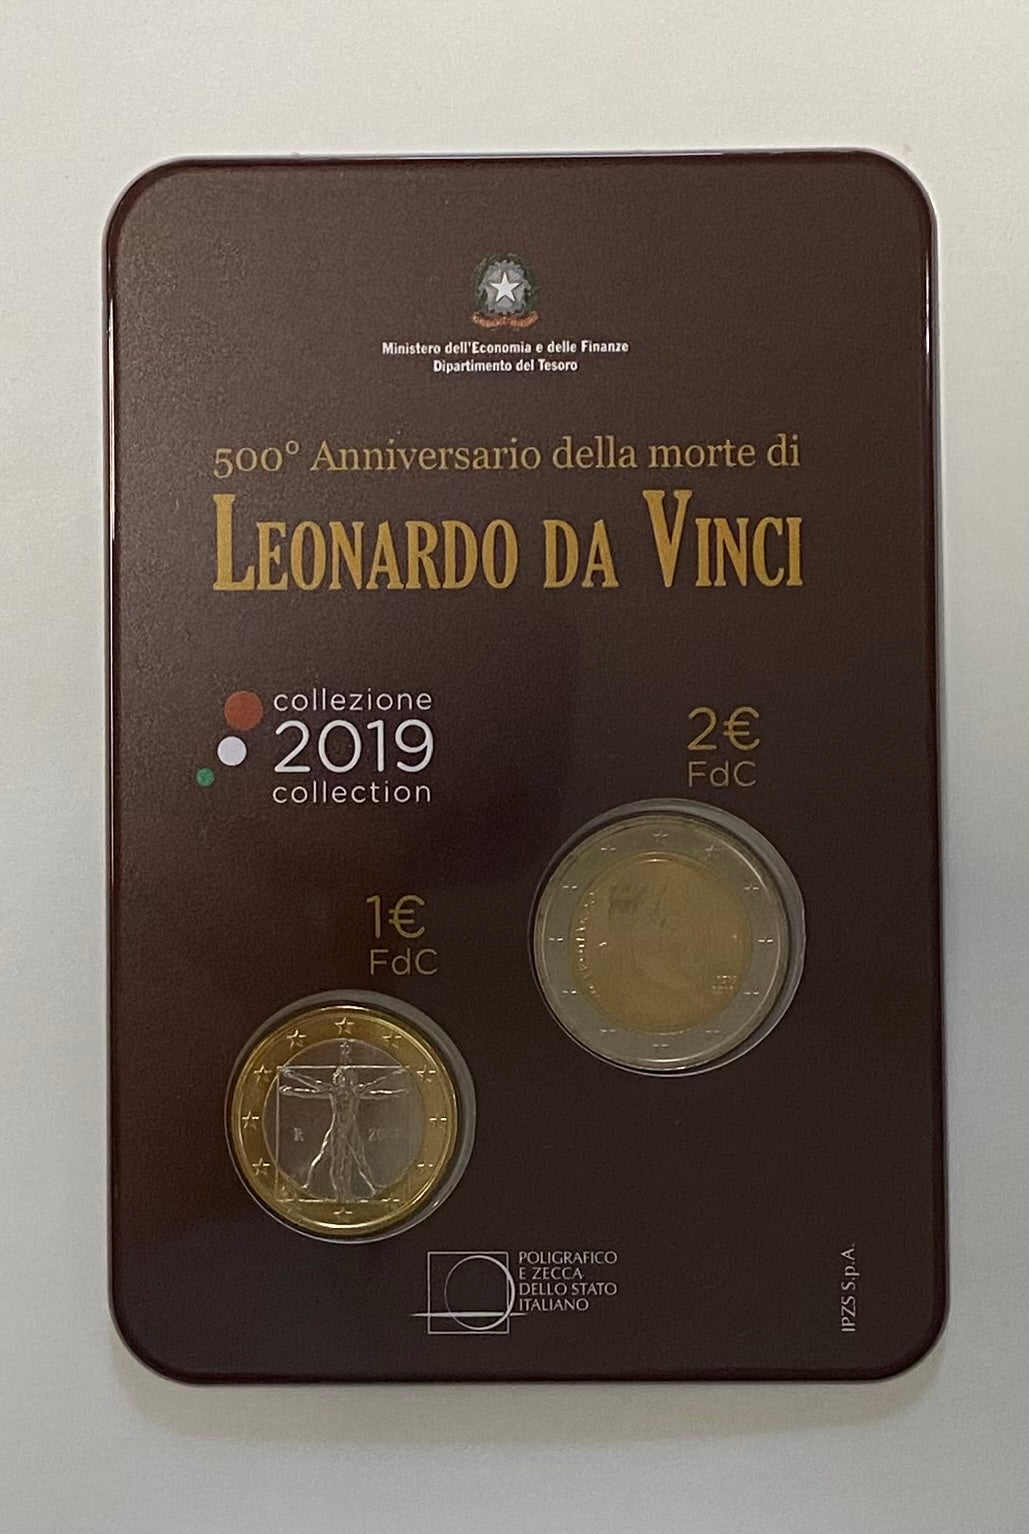 Ministero dell'Economia e delle Finanze
Dipartimento del Tesoro
500° Anniversario della morte di
LEONARDO DA VINCI
collezione
2019
collection
2€
FdC
1€
FdC
R
POLIGRAFICO
E ZECCA
DELLO STATO
ITALIANO
IPZS S.p.A.